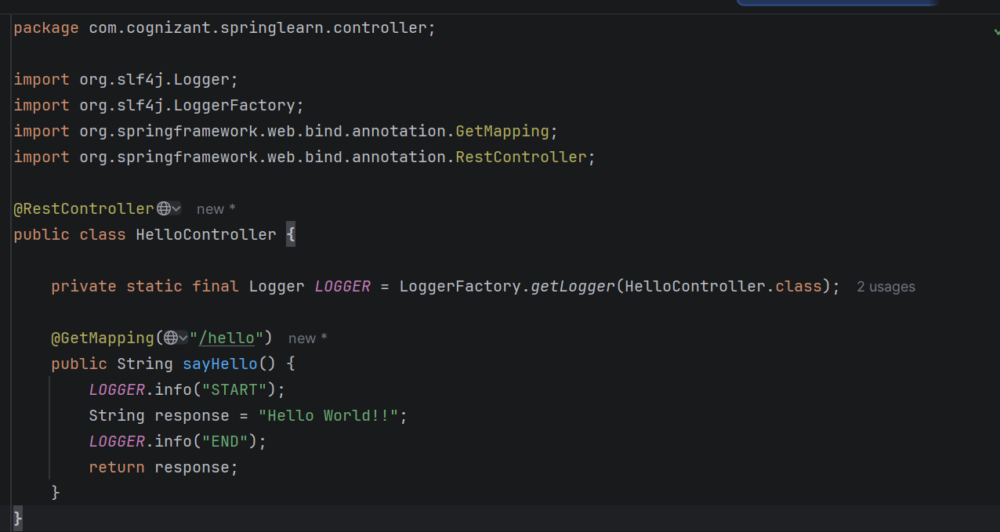 package com.cognizant.springlearn.controller;
import org.slf4j.Logger;
import org.slf4j.LoggerFactory;
import org.springframework.web.bind.annotation.GetMapping;
import org.springframework.web.bind.annotation.RestController;
@RestController new *
public class HelloController {
private static final Logger LOGGER = LoggerFactory.getLogger(HelloController.class); 2 usages
@GetMapping("/hello") new *
public String sayHello() {
LOGGER.info("START");
String response = "Hello World!!";
LOGGER.info("END");
return response;
}
}